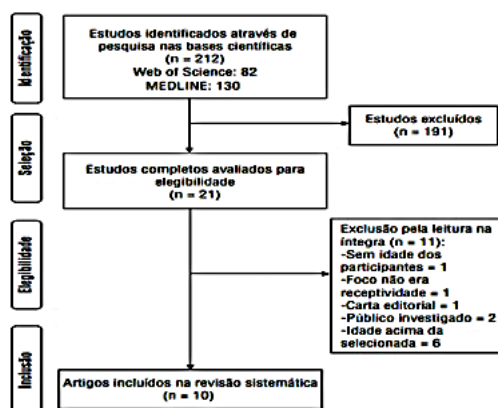 Identificação
Estudos identificados através de
pesquisa nas bases científicas
(n = 212)
Web of Science: 82
MEDLINE: 130
Estudos excluídos
(n = 191)
Seleção
Estudos completos avaliados para
elegibilidade
(n = 21)
Elegibilidade
Exclusão pela leitura na
íntegra (n = 11):
-Sem idade dos
participantes = 1
-Foco não era
receptividade = 1
-Carta editorial = 1
-Público investigado = 2
-Idade acima da
selecionada = 6
Inclusão
Artigos incluídos na revisão sistemática
(n = 10)